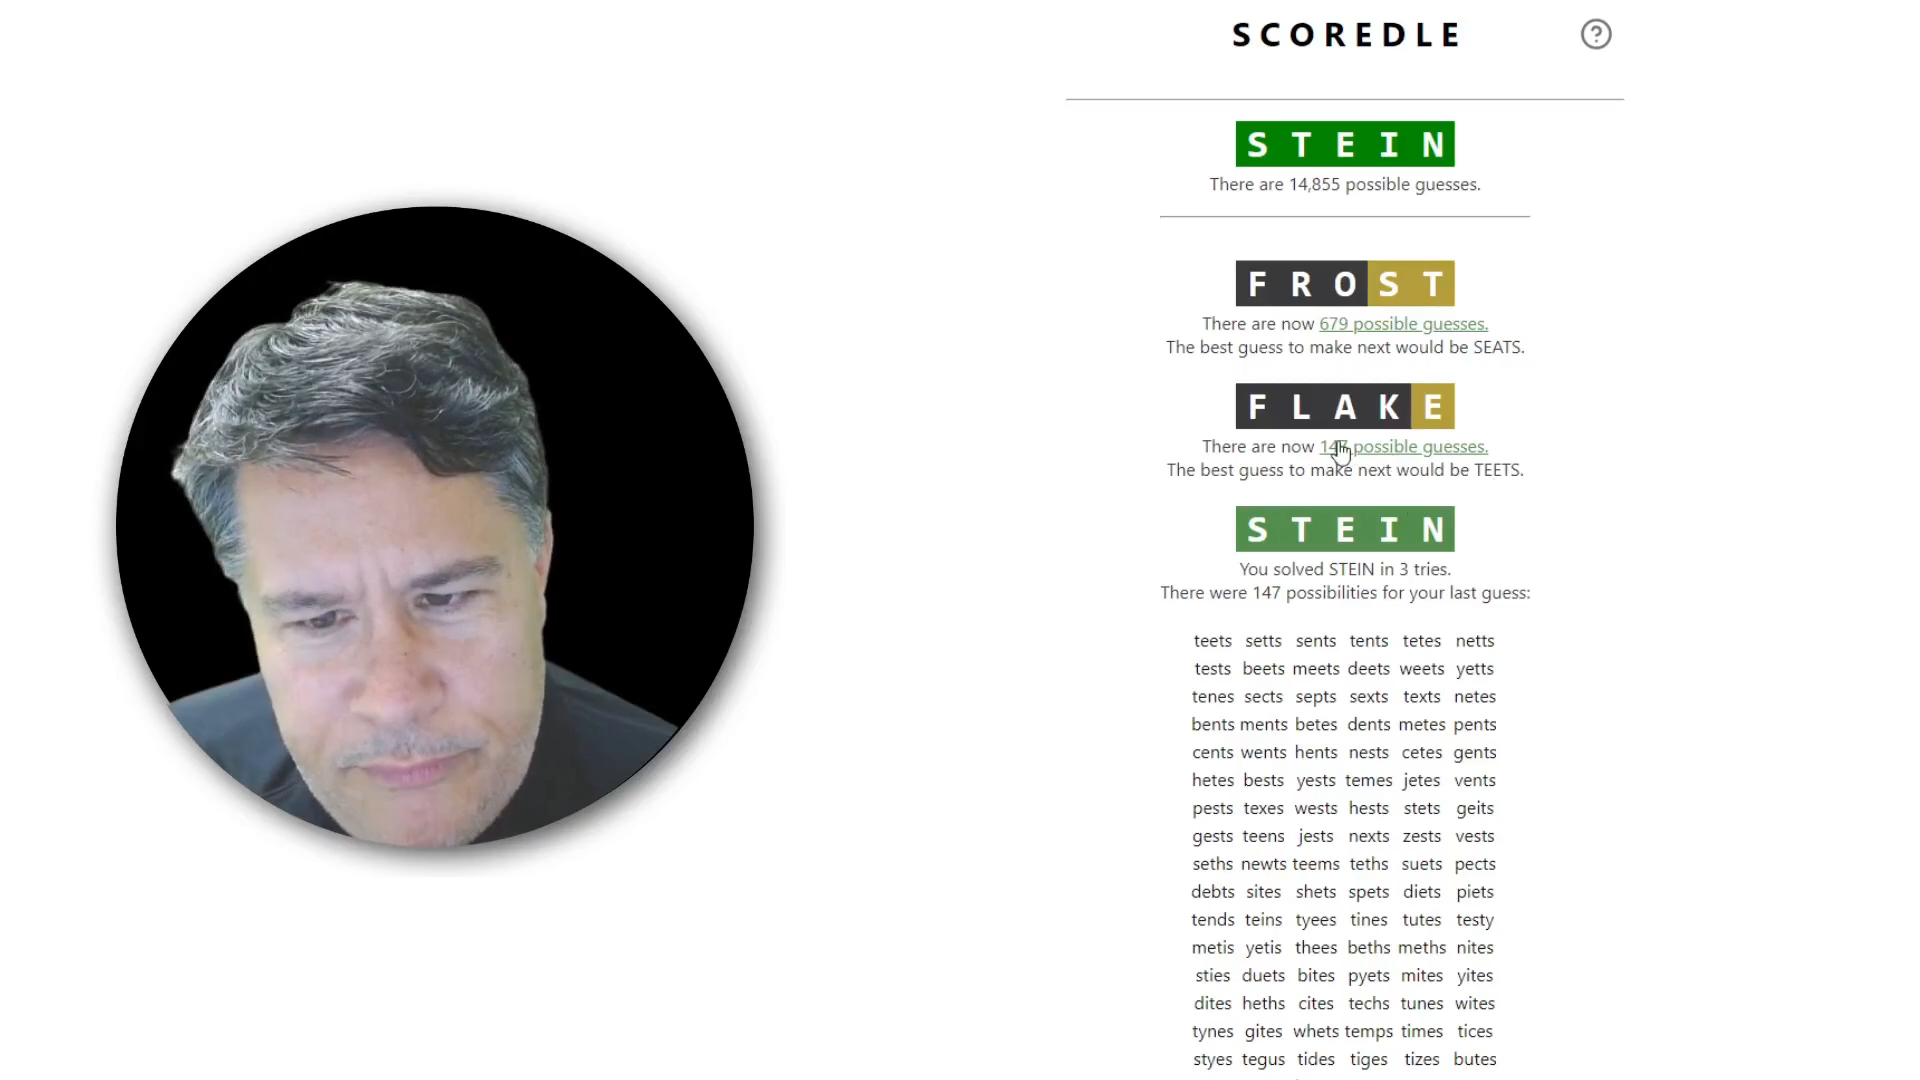 SCOREDLE
?
STEIN
There are 14,855 possible guesses.
FROST
There are now 679 possible guesses.
The best guess to make next would be SEATS.
FLAKE
There are now 147 possible guesses.
The best guess to make next would be TEETS.
STEIN
You solved STEIN in 3 tries.
There were 147 possibilities for your last guess:
teets setts sents tents tetes netts
tests beets meets deets weets yetts
tenes sects septs sexts texts netes
bents ments betes dents metes pents
cents wents hents nests cetes gents
hetes bests yests temes jetes vents
pests texes wests hests stets geits
gests teens jests nexts zests vests
seths newts teems teths suets pects
debts sites shets spets diets piets
tends teins tyees tines tutes testy
metis yetis thees beths meths nites
sties duets bites pyets mites yites
dites heths cites techs tunes wites
tynes gites whets temps times tices
styes tegus tides tiges tizes butes